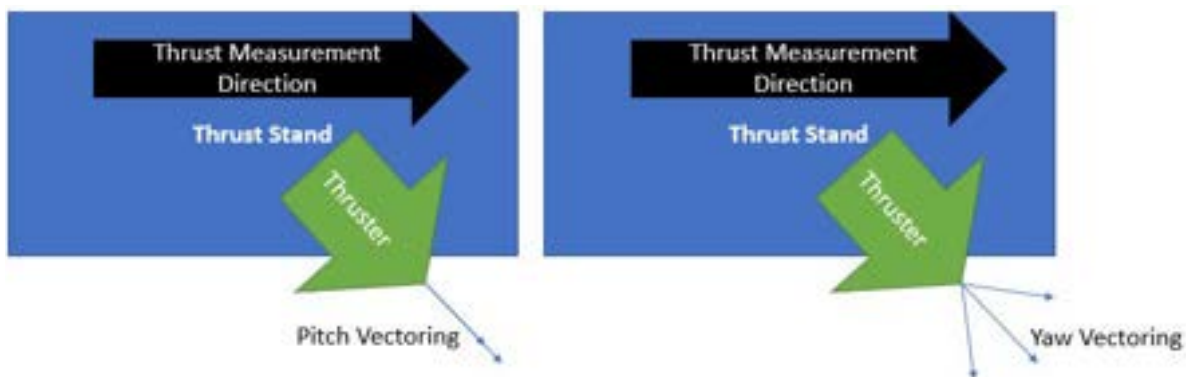 Thrust Measurement
Direction
Thrust Stand
Thruster
Pitch Vectoring
Thrust Measurement
Direction
Thrust Stand
Thruster
Yaw Vectoring